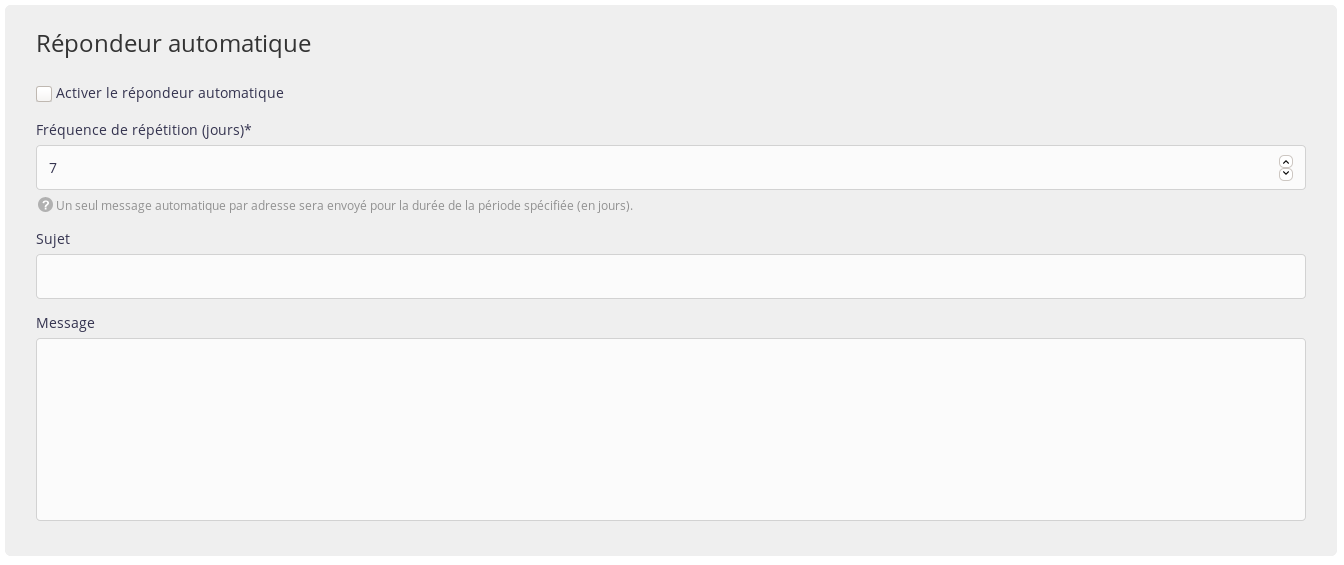 Répondeur automatique
Activer le répondeur automatique
Fréquence de répétition (jours)*
7
? Un seul message automatique par adresse sera envoyé pour la durée de la période spécifiée (en jours).
Sujet
Message